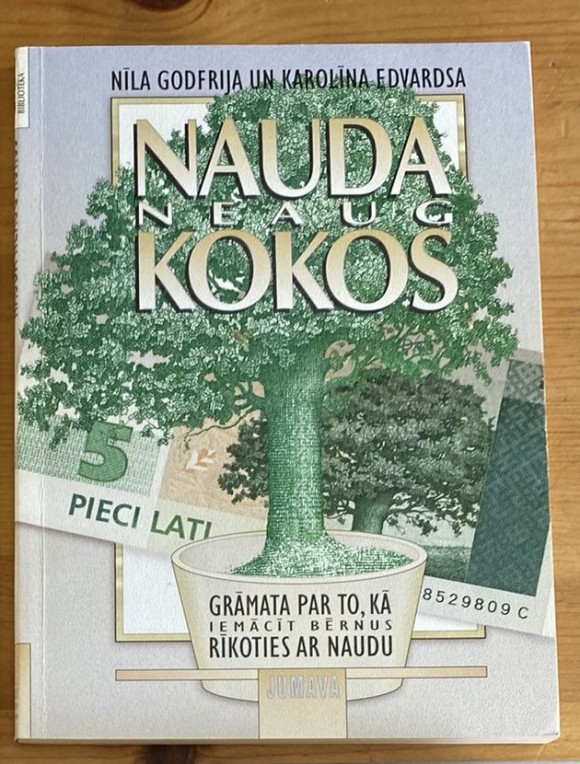 BIBLIOTĒKA
NĪLA GODFRIJA UN KAROLĪNA EDVARDSA
NAUDA
NEAUG
KOKOS
5
PIECI LATI
8529809 C
GRĀMATA PAR TO, KĀ
IEMĀCĪT BĒRNUS
RĪKOTIES AR NAUDU
JUMAVA